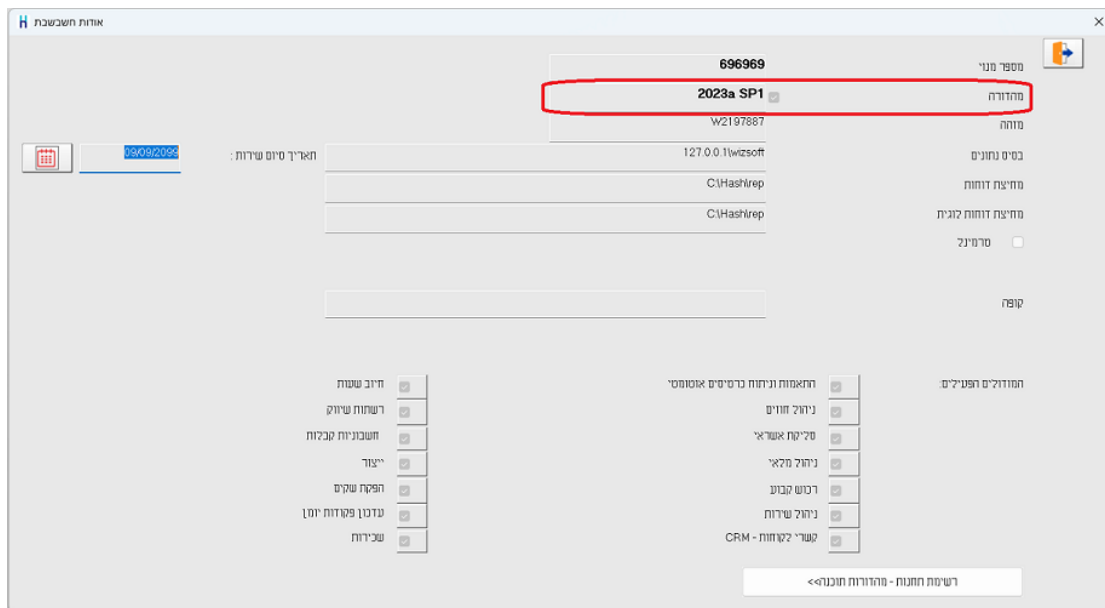 אודות חשבשבת
מספר מנוי 696969
מהדורה 2023a SP1
מזהה W2197887
בסיס נתונים 127.0.0.1\wizsoft תאריך סיום שירות : 09/09/2099
מחיצת דוחות C:\Hash\rep
מחיצת דוחות לוגית C:\Hash\rep
טרמינל
קופה
המודולים הפעילים: התאמות וניתוח כרטיסים אוטומטי חיוב שעות
ניהול חוזים רשתות שיווק
סליקת אשראי חשבוניות קבלות
ניהול מלאי ייצור
רכוש קבוע הפקת שקים
ניהול שירות עדכון פקודות יומן
קשרי לקוחות - CRM שכירות
רשימת תחנות - מהדורות תוכנה>>